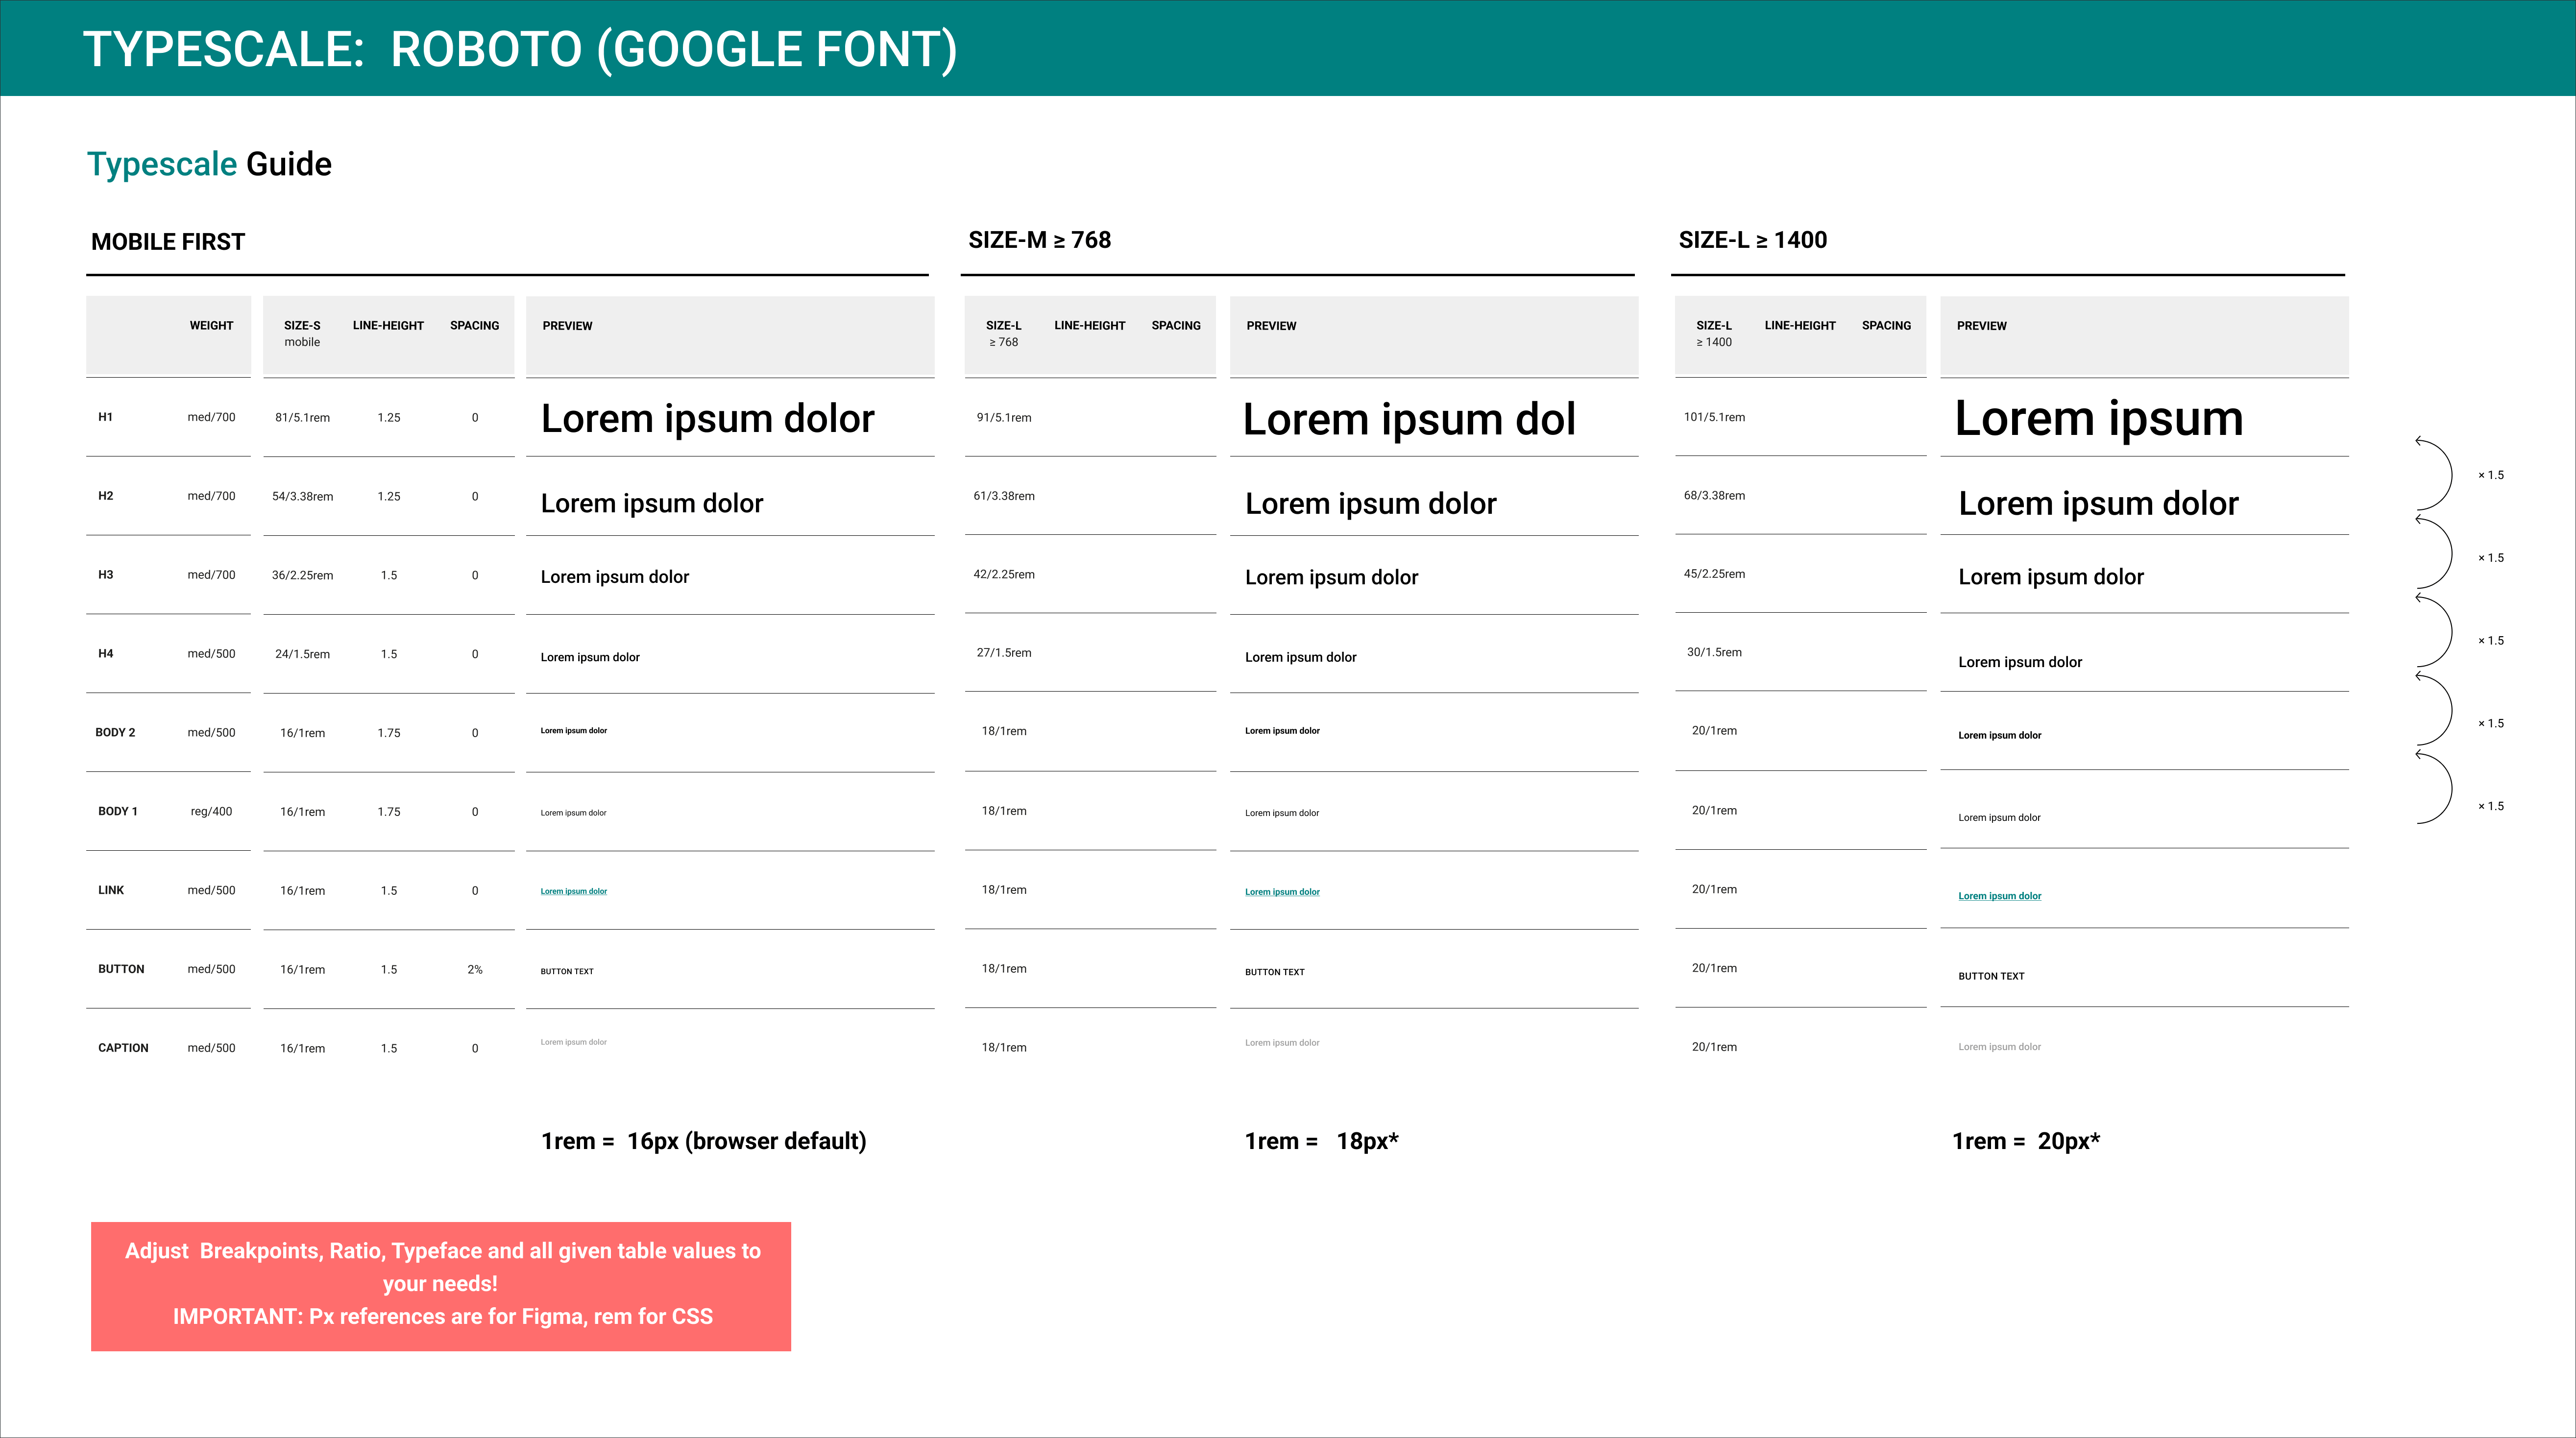 TYPESCALE:  ROBOTO (GOOGLE FONT)
Typescale Guide
MOBILE FIRST
SIZE-M ≥ 768
SIZE-L ≥ 1400
WEIGHT SIZE-S LINE-HEIGHT SPACING PREVIEW SIZE-L LINE-HEIGHT SPACING PREVIEW SIZE-L LINE-HEIGHT SPACING PREVIEW
mobile ≥ 768 ≥ 1400
H1 med/700 81/5.1rem 1.25 0 Lorem ipsum dolor 91/5.1rem Lorem ipsum dol 101/5.1rem Lorem ipsum
× 1.5
H2 med/700 54/3.38rem 1.25 0 Lorem ipsum dolor 61/3.38rem Lorem ipsum dolor 68/3.38rem Lorem ipsum dolor
× 1.5
H3 med/700 36/2.25rem 1.5 0 Lorem ipsum dolor 42/2.25rem Lorem ipsum dolor 45/2.25rem Lorem ipsum dolor
× 1.5
H4 med/500 24/1.5rem 1.5 0 Lorem ipsum dolor 27/1.5rem Lorem ipsum dolor 30/1.5rem Lorem ipsum dolor
× 1.5
BODY 2 med/500 16/1rem 1.75 0 Lorem ipsum dolor 18/1rem Lorem ipsum dolor 20/1rem Lorem ipsum dolor
× 1.5
BODY 1 reg/400 16/1rem 1.75 0 Lorem ipsum dolor 18/1rem Lorem ipsum dolor 20/1rem Lorem ipsum dolor
LINK med/500 16/1rem 1.5 0 Lorem ipsum dolor 18/1rem Lorem ipsum dolor 20/1rem Lorem ipsum dolor
BUTTON med/500 16/1rem 1.5 2% BUTTON TEXT 18/1rem BUTTON TEXT 20/1rem BUTTON TEXT
CAPTION med/500 16/1rem 1.5 0 Lorem ipsum dolor 18/1rem Lorem ipsum dolor 20/1rem Lorem ipsum dolor
1rem =  16px (browser default)
1rem =   18px*
1rem =  20px*
Adjust  Breakpoints, Ratio, Typeface and all given table values to
your needs!
IMPORTANT: Px references are for Figma, rem for CSS